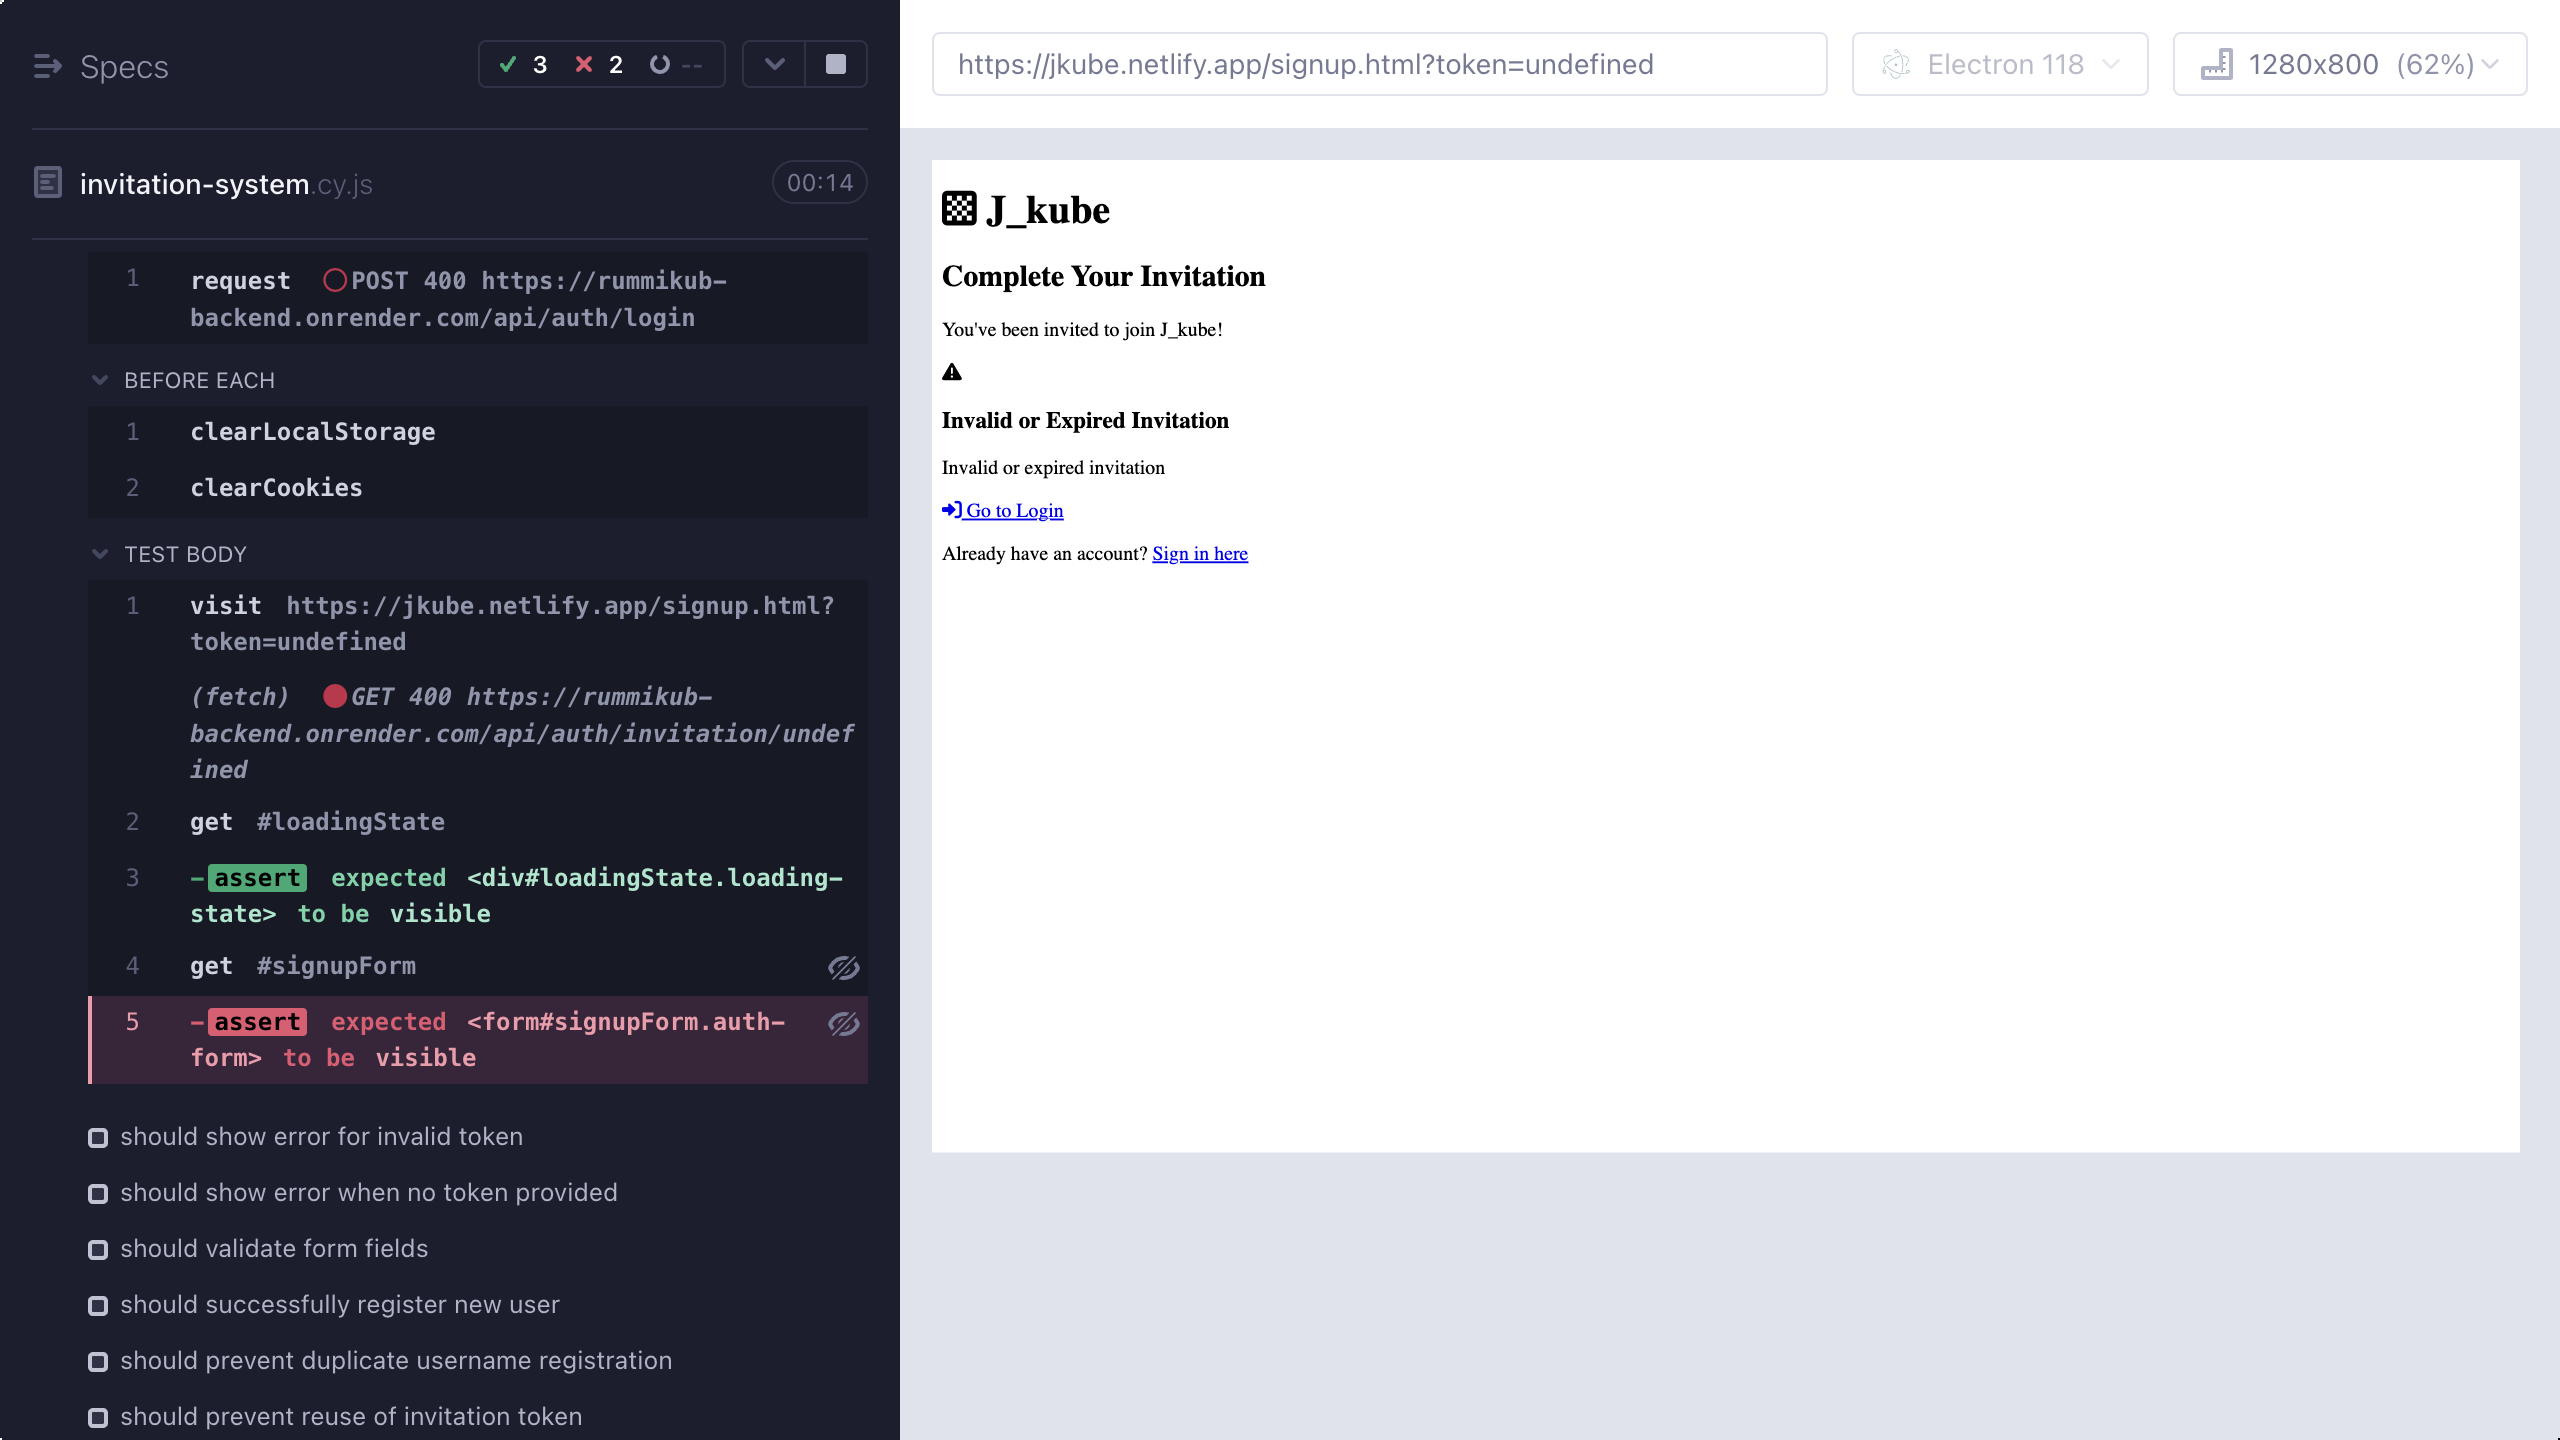 Specs
3 2 --
invitation-system.cy.js
00:14
1 request POST 400 https://rummikub-
backend.onrender.com/api/auth/login
BEFORE EACH
1 clearLocalStorage
2 clearCookies
TEST BODY
1 visit https://jkube.netlify.app/signup.html?
token=undefined
(fetch) GET 400 https://rummikub-
backend.onrender.com/api/auth/invitation/undef
ined
2 get #loadingState
3 -assert expected <div#loadingState.loading-
state> to be visible
4 get #signupForm
5 -assert expected <form#signupForm.auth-
form> to be visible
should show error for invalid token
should show error when no token provided
should validate form fields
should successfully register new user
should prevent duplicate username registration
should prevent reuse of invitation token
https://jkube.netlify.app/signup.html?token=undefined
Electron 118
1280x800 (62%)
J_kube
Complete Your Invitation
You've been invited to join J_kube!
Invalid or Expired Invitation
Invalid or expired invitation
Go to Login
Already have an account? Sign in here